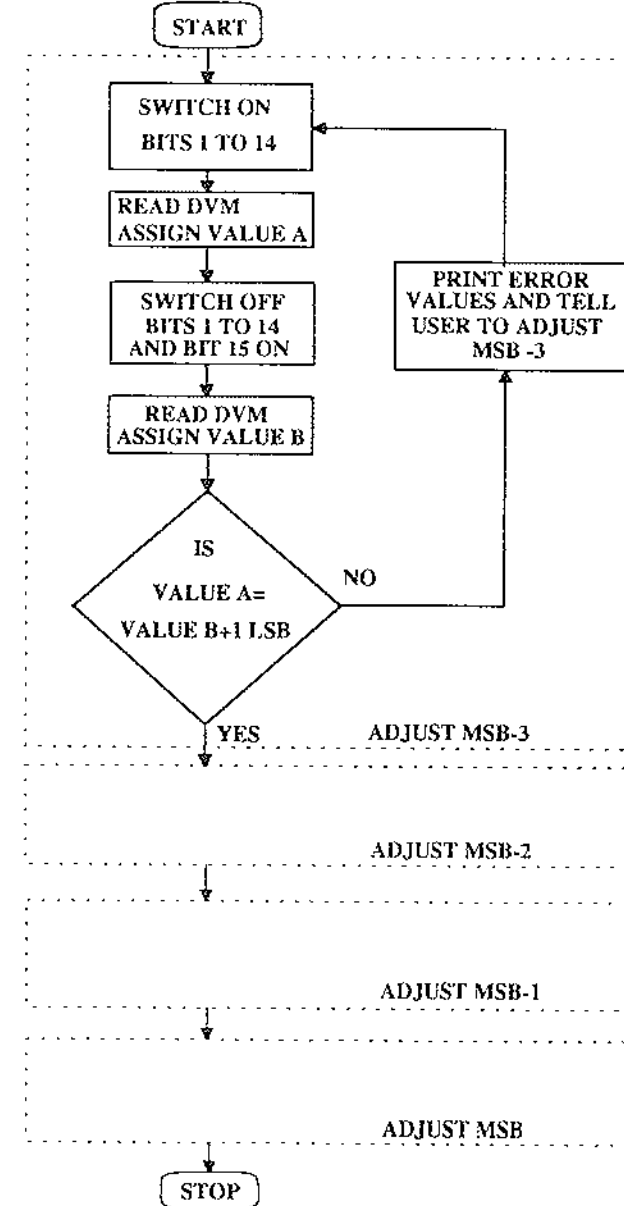 START
SWITCH ON
BITS 1 TO 14
READ DVM
ASSIGN VALUE A
SWITCH OFF
BITS 1 TO 14
AND BIT 15 ON
READ DVM
ASSIGN VALUE B
IS
VALUE A=
VALUE B+1 LSB
NO
PRINT ERROR
VALUES AND TELL
USER TO ADJUST
MSB -3
YES
ADJUST MSB-3
ADJUST MSB-2
ADJUST MSB-1
ADJUST MSB
STOP